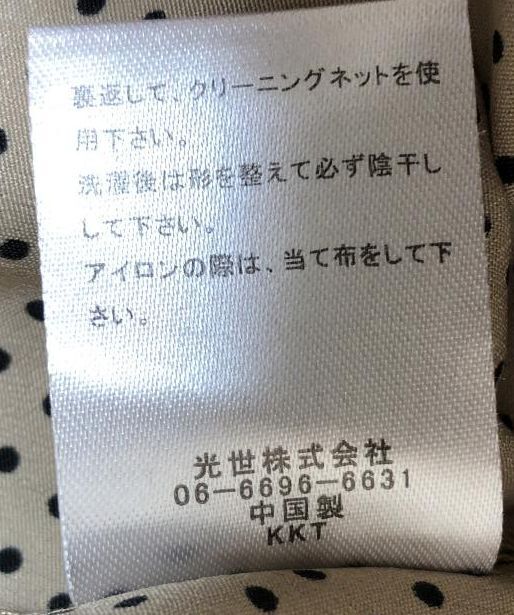 裏返して、クリーニングネットを使
用下さい。
洗濯後は形を整えて必ず陰干し
して下さい。
アイロンの際は、当て布をして下
さい。
光世株式会社
06-6696-6631
中国製
KKT